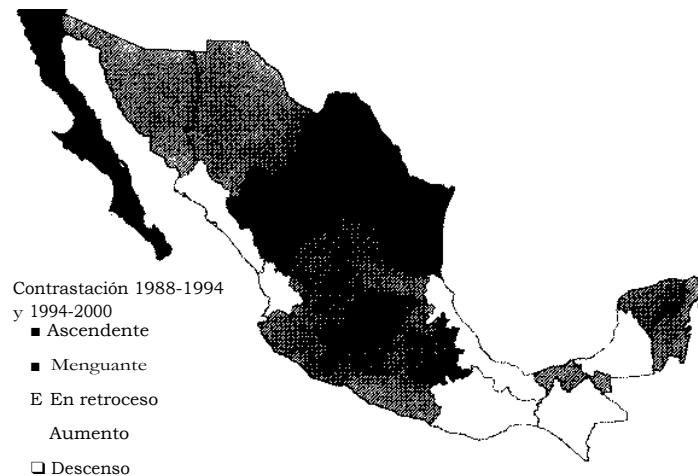 Contrastación 1988-1994
y 1994-2000
■ Ascendente
■ Menguante
E En retroceso
Aumento
❏ Descenso